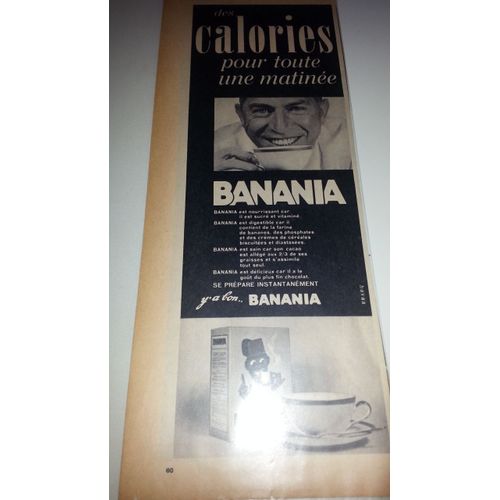 des
calories
pour toute
une matinée
BANANIA
BANANIA est nourrissant car
il est sucré et vitaminé.
BANANIA est digestible car il
contient de la farine
de bananes, des phosphates
et des crèmes de céréales
biscuitées et diastasées.
BANANIA est sain car son cacao
est allégé aux 2/3 de ses
graisses et s'assimile
tout seul.
BANANIA est délicieux car il a le
goût du plus fin chocolat.
SE PRÉPARE INSTANTANÉMENT
y'a bon.. BANANIA
BANANIA
60